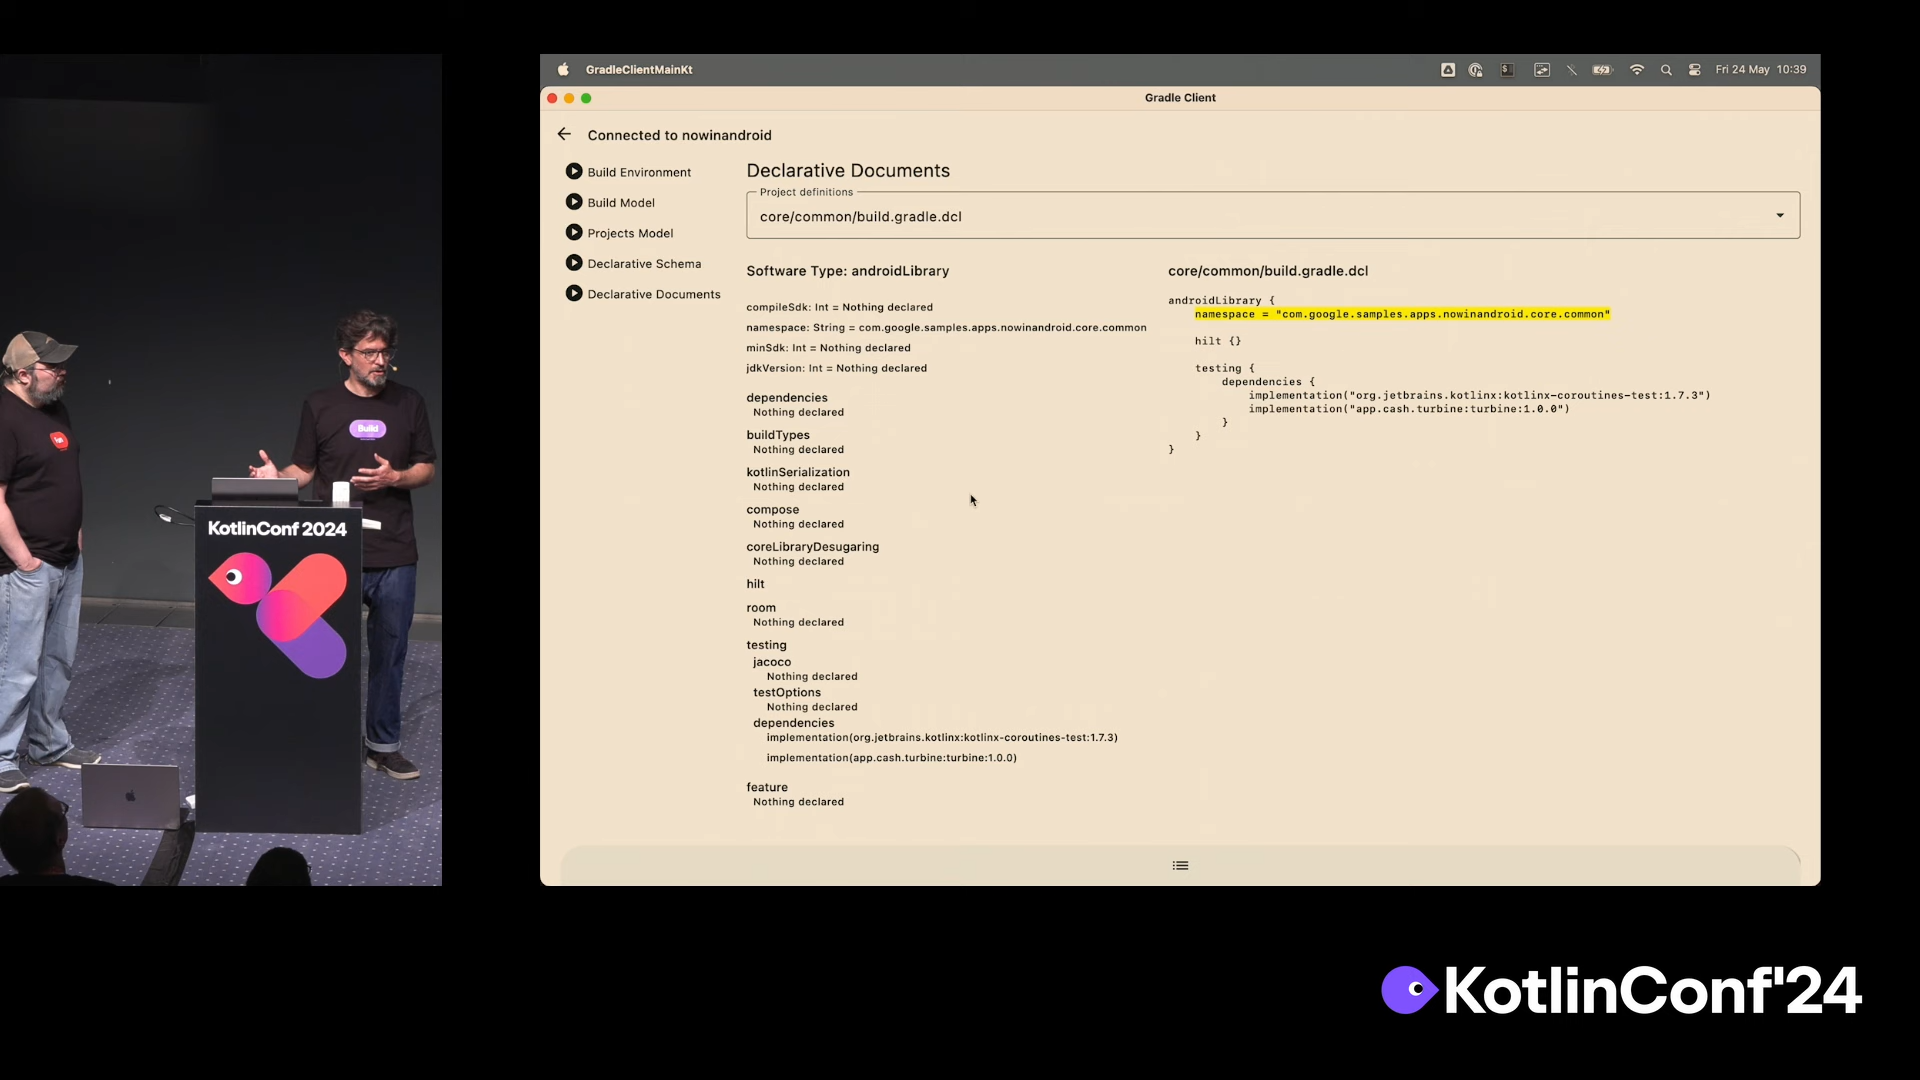 GradleClientMainKt
Fri 24 May 10:39
Gradle Client
Connected to nowinandroid
Build Environment
Build Model
Projects Model
Declarative Schema
Declarative Documents
Declarative Documents
Project definitions
core/common/build.gradle.dcl
Software Type: androidLibrary
compileSdk: Int = Nothing declared
namespace: String = com.google.samples.apps.nowinandroid.core.common
minSdk: Int = Nothing declared
jdkVersion: Int = Nothing declared
dependencies
Nothing declared
buildTypes
Nothing declared
kotlinSerialization
Nothing declared
compose
Nothing declared
coreLibraryDesugaring
Nothing declared
hilt
room
Nothing declared
testing
jacoco
Nothing declared
testOptions
Nothing declared
dependencies
implementation(org.jetbrains.kotlinx:kotlinx-coroutines-test:1.7.3)
implementation(app.cash.turbine:turbine:1.0.0)
feature
Nothing declared
core/common/build.gradle.dcl
androidLibrary {
namespace = "com.google.samples.apps.nowinandroid.core.common"
hilt {}
testing {
dependencies {
implementation("org.jetbrains.kotlinx:kotlinx-coroutines-test:1.7.3")
implementation("app.cash.turbine:turbine:1.0.0")
}
}
}
Build
KotlinConf 2024
KotlinConf'24